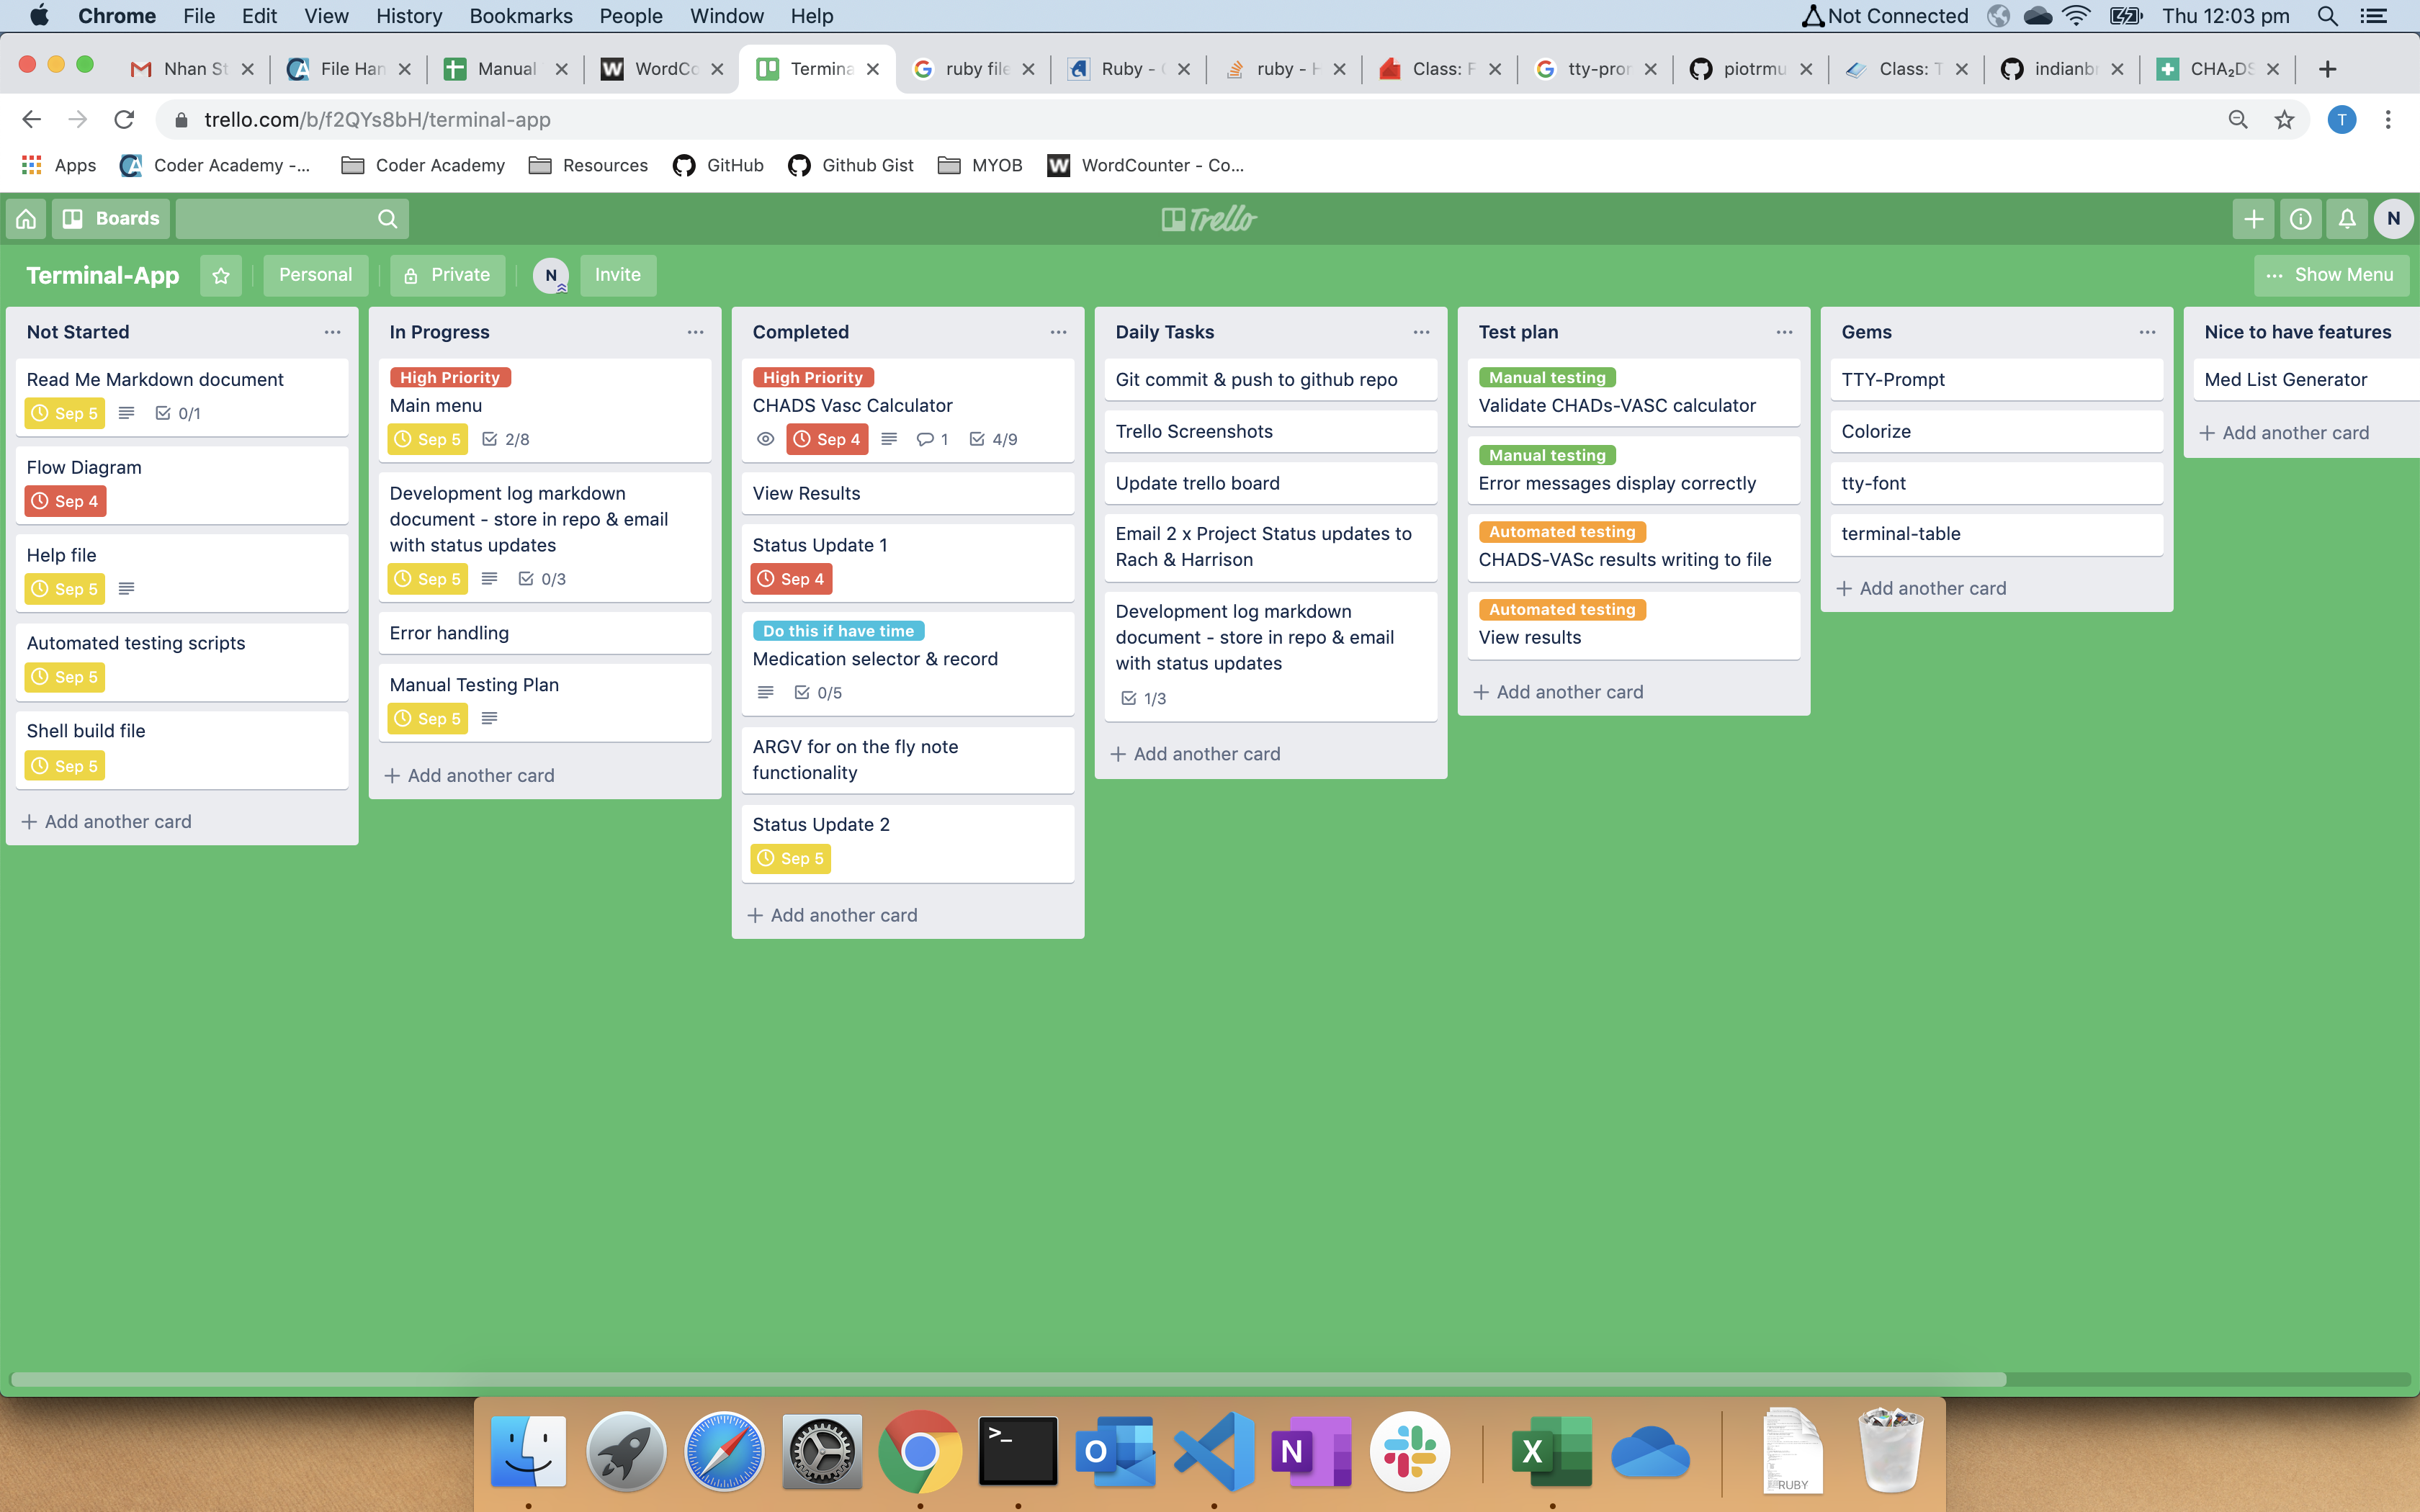 Chrome File Edit View History Bookmarks People Window Help Not Connected Thu 12:03 pm
Nhan St File Han Manual WordCo Termina ruby file Ruby - ruby - H Class: F tty-pror piotrmu Class: T indianb CHA₂DS
trello.com/b/f2QYs8bH/terminal-app T
Apps Coder Academy -... Coder Academy Resources GitHub Github Gist MYOB WordCounter - Co...
Boards Trello N
Terminal-App Personal Private N Invite ... Show Menu
Not Started
Read Me Markdown document
Sep 5 0/1
Flow Diagram
Sep 4
Help file
Sep 5
Automated testing scripts
Sep 5
Shell build file
Sep 5
+ Add another card
In Progress
High Priority
Main menu
Sep 5 2/8
Development log markdown
document - store in repo & email
with status updates
Sep 5 0/3
Error handling
Manual Testing Plan
Sep 5
+ Add another card
Completed
High Priority
CHADS Vasc Calculator
Sep 4 1 4/9
View Results
Status Update 1
Sep 4
Do this if have time
Medication selector & record
0/5
ARGV for on the fly note
functionality
Status Update 2
Sep 5
+ Add another card
Daily Tasks
Git commit & push to github repo
Trello Screenshots
Update trello board
Email 2 x Project Status updates to
Rach & Harrison
Development log markdown
document - store in repo & email
with status updates
1/3
+ Add another card
Test plan
Manual testing
Validate CHADs-VASC calculator
Manual testing
Error messages display correctly
Automated testing
CHADS-VASc results writing to file
Automated testing
View results
+ Add another card
Gems
TTY-Prompt
Colorize
tty-font
terminal-table
+ Add another card
Nice to have features
Med List Generator
+ Add another card
RUBY